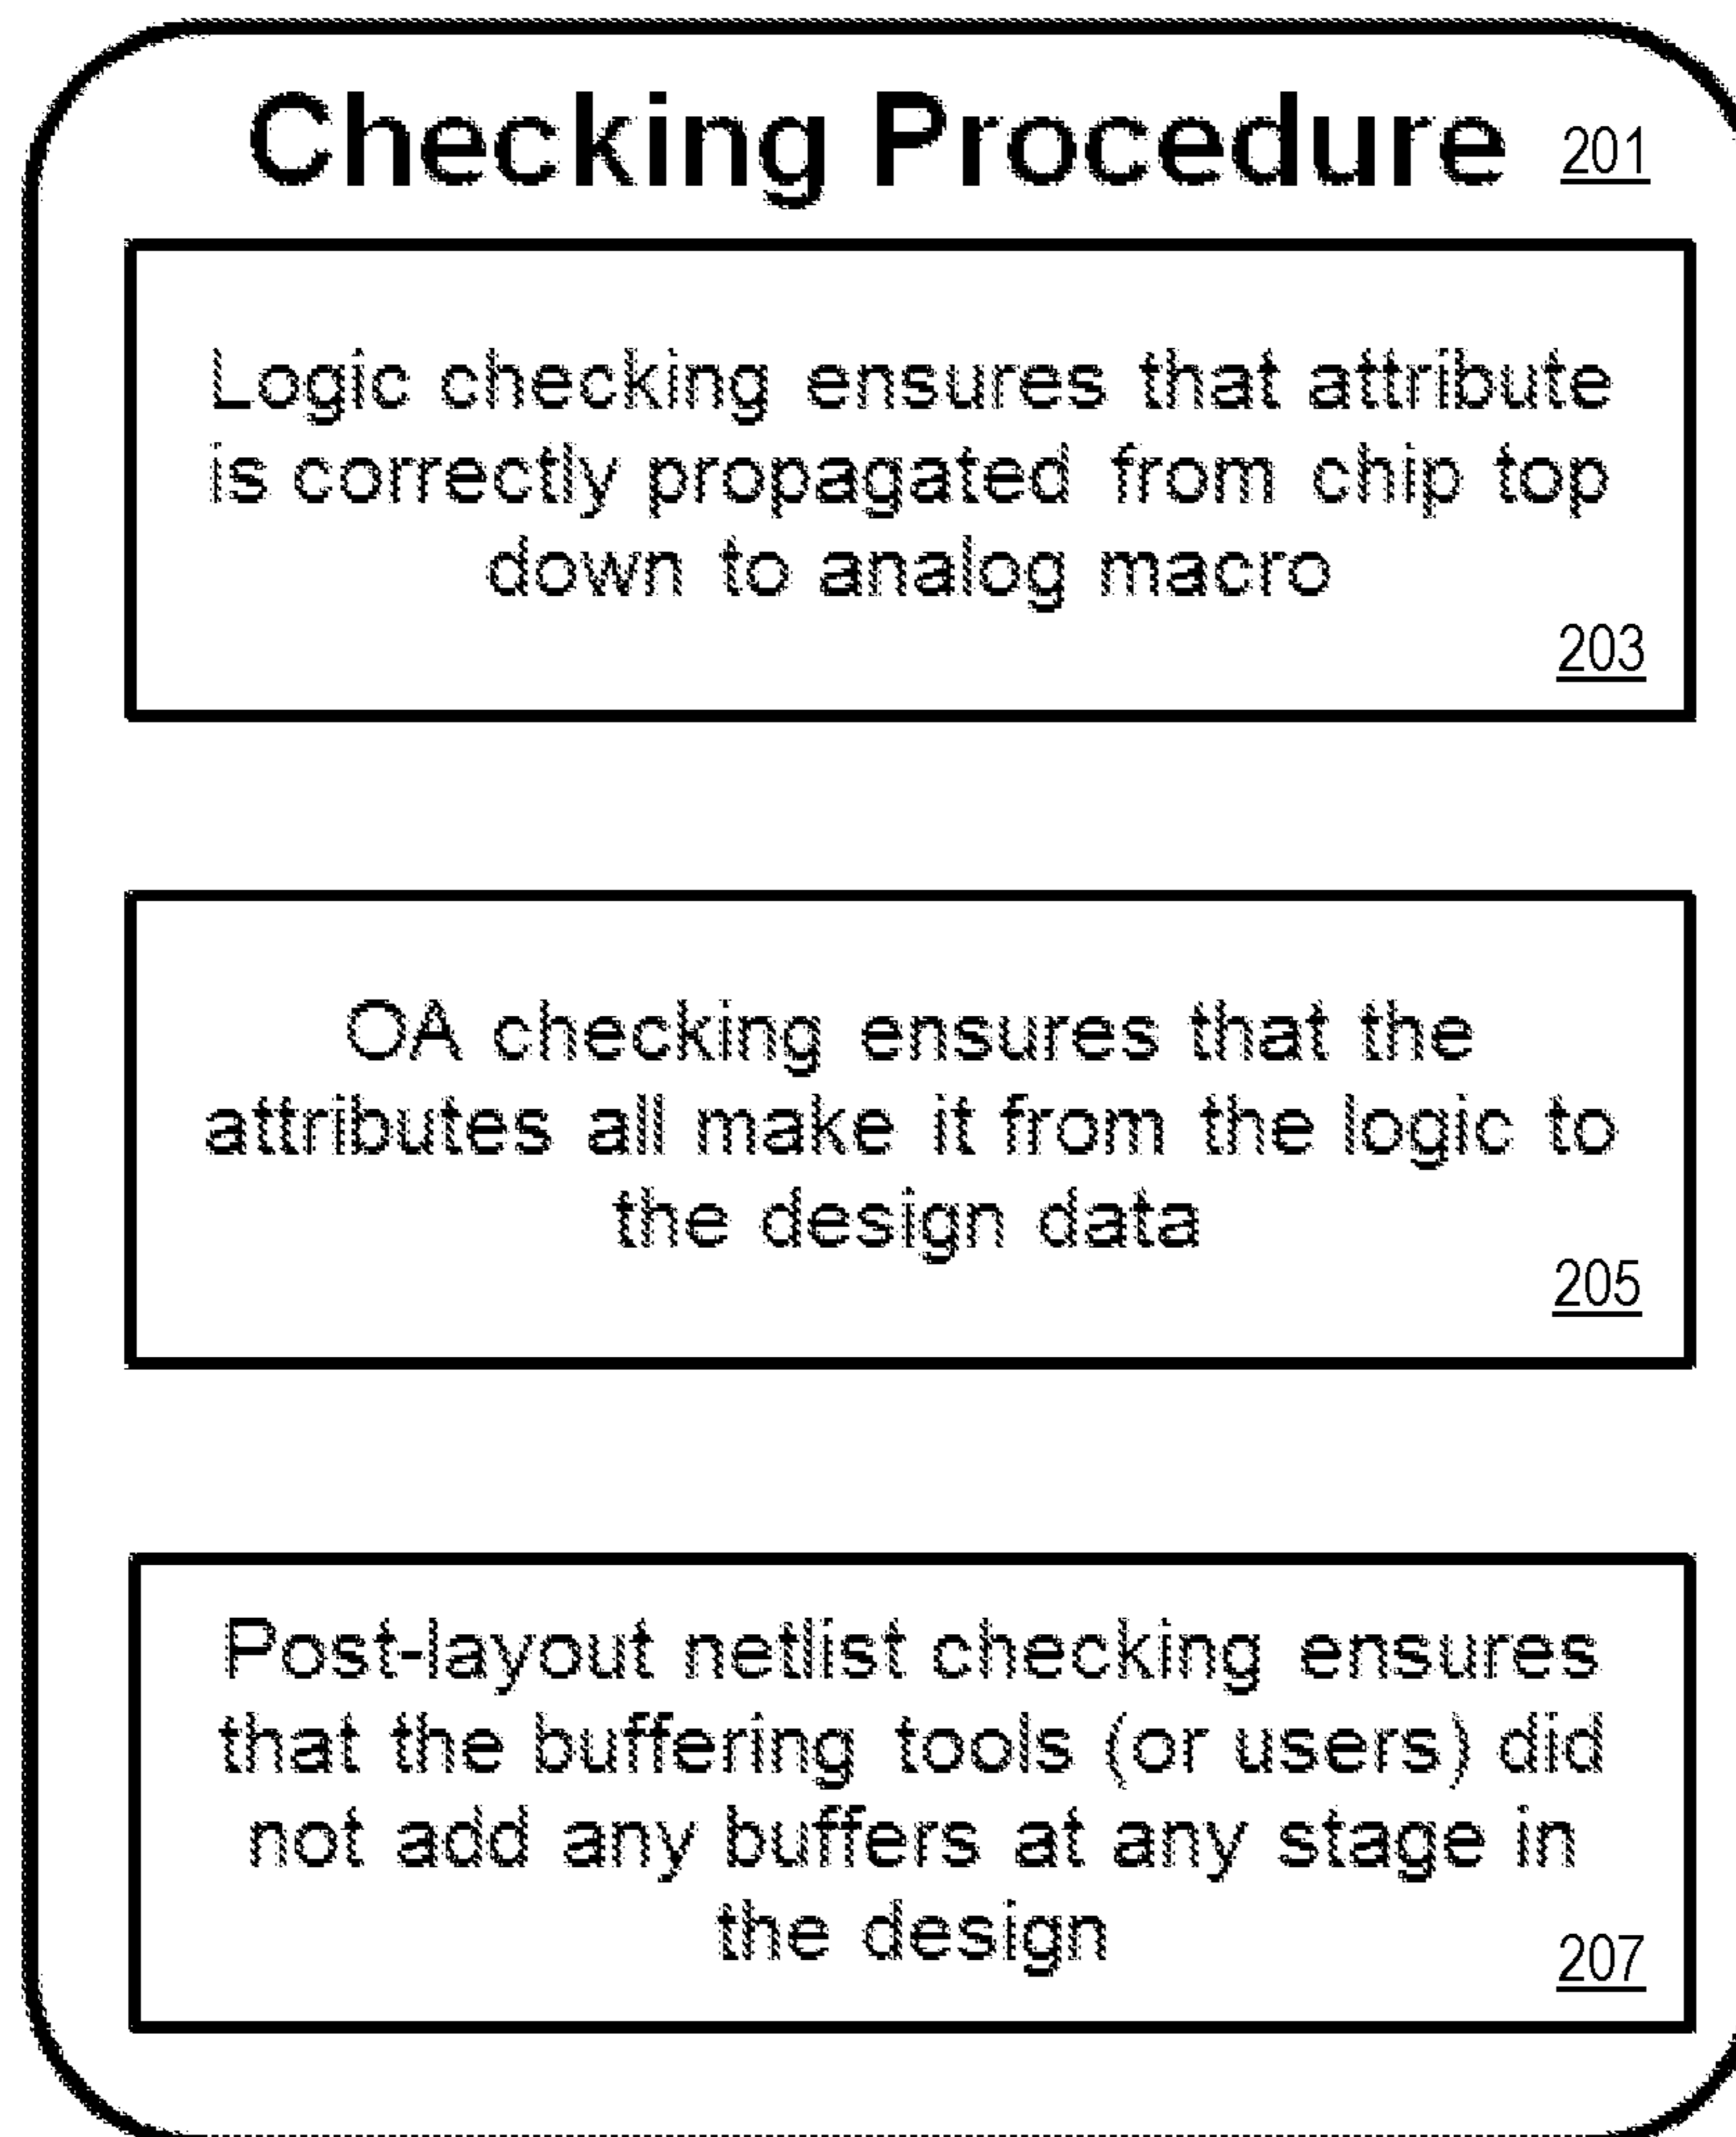 Checking Procedure 201
Logic checking ensures that attribute
is correctly propagated from chip top
down to analog macro
203
OA checking ensures that the
attributes all make it from the logic to
the design data
205
Post-layout netlist checking ensures
that the buffering tools (or users) did
not add any buffers at any stage in
the design
207